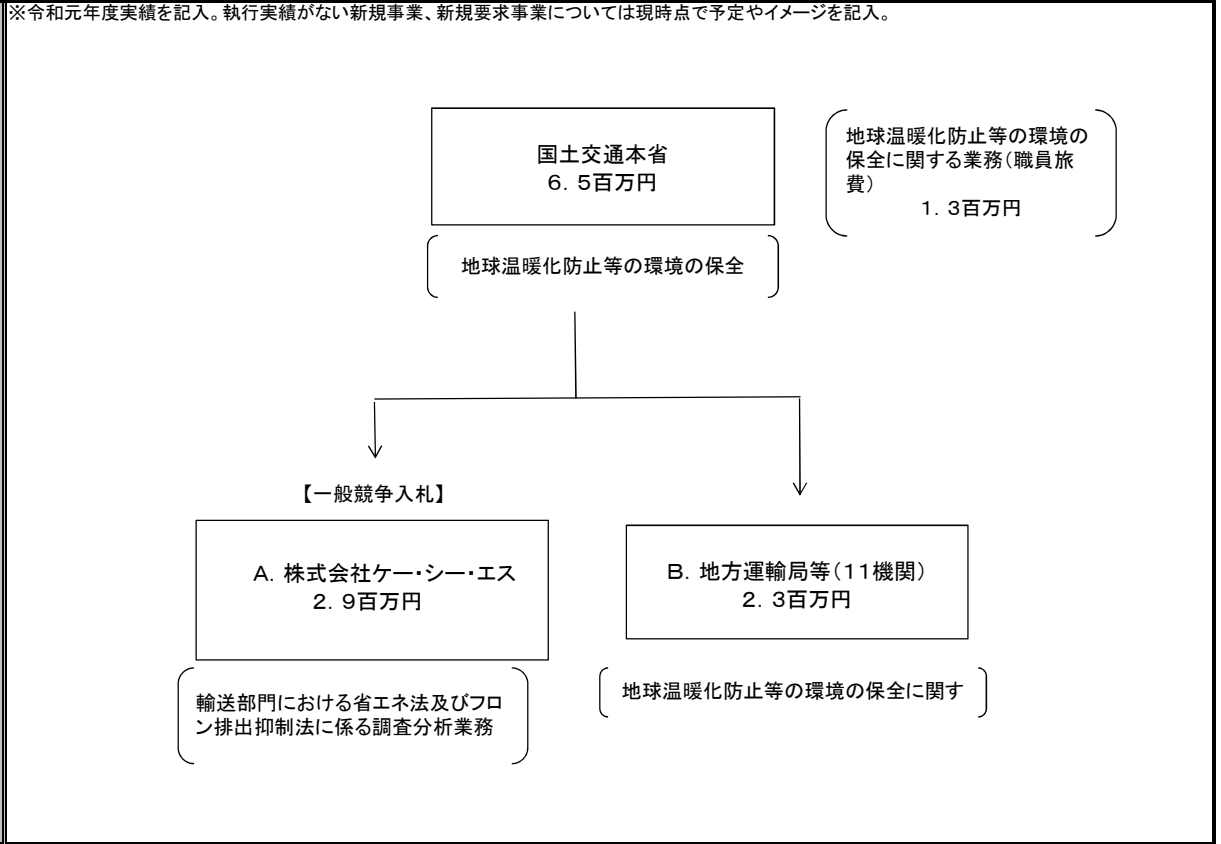 ※令和元年度実績を記入。執行実績がない新規事業、新規要求事業については現時点で予定やイメージを記入。
国土交通本省
6．5百万円
地球温暖化防止等の環境の
保全に関する業務（職員旅
費）
1．3百万円
地球温暖化防止等の環境の保全
【一般競争入札】
A．株式会社ケー・シー・エス
2．9百万円
B．地方運輸局等（11機関）
2．3百万円
輸送部門における省エネ法及びフロ
ン排出抑制法に係る調査分析業務
地球温暖化防止等の環境の保全に関す